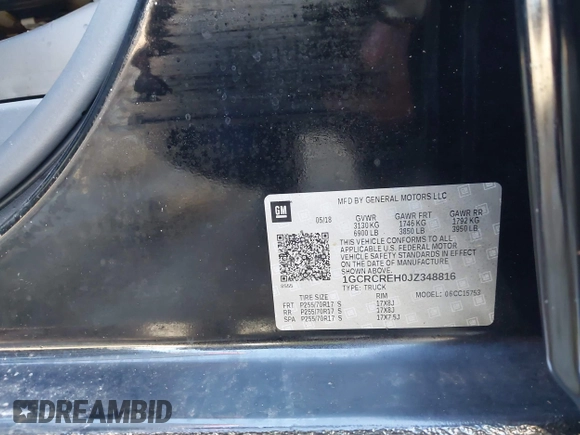 MFD BY GENERAL MOTORS LLC
GM
05/18 GVWR GAWR FRT GAWR RR
3130 KG 1746 KG 1792 KG
6900 LB 3850 LB 3950 LB
THIS VEHICLE CONFORMS TO ALL
APPLICABLE U.S. FEDERAL MOTOR
VEHICLE SAFETY STANDARDS IN EFFECT
ON THE DATE OF MANUFACTURE
SHOWN ABOVE.
1GCRCREH0JZ348816
TYPE: TRUCK
TIRE SIZE RIM MODEL: 06CC15753
FRT P255/70R17 S 17X8J
RR P255/70R17 S 17X8J
SPA P255/70R17 S 17X7.5J
DREAMBID